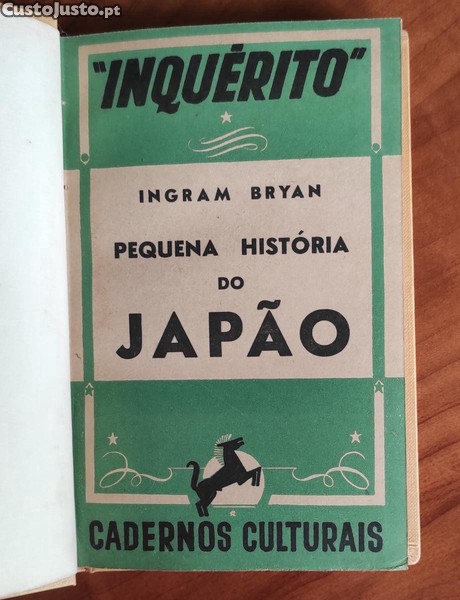 CustoJusto.pt
"INQUÉRITO"
INGRAM BRYAN
PEQUENA HISTÓRIA
DO
JAPÃO
CADERNOS CULTURAIS